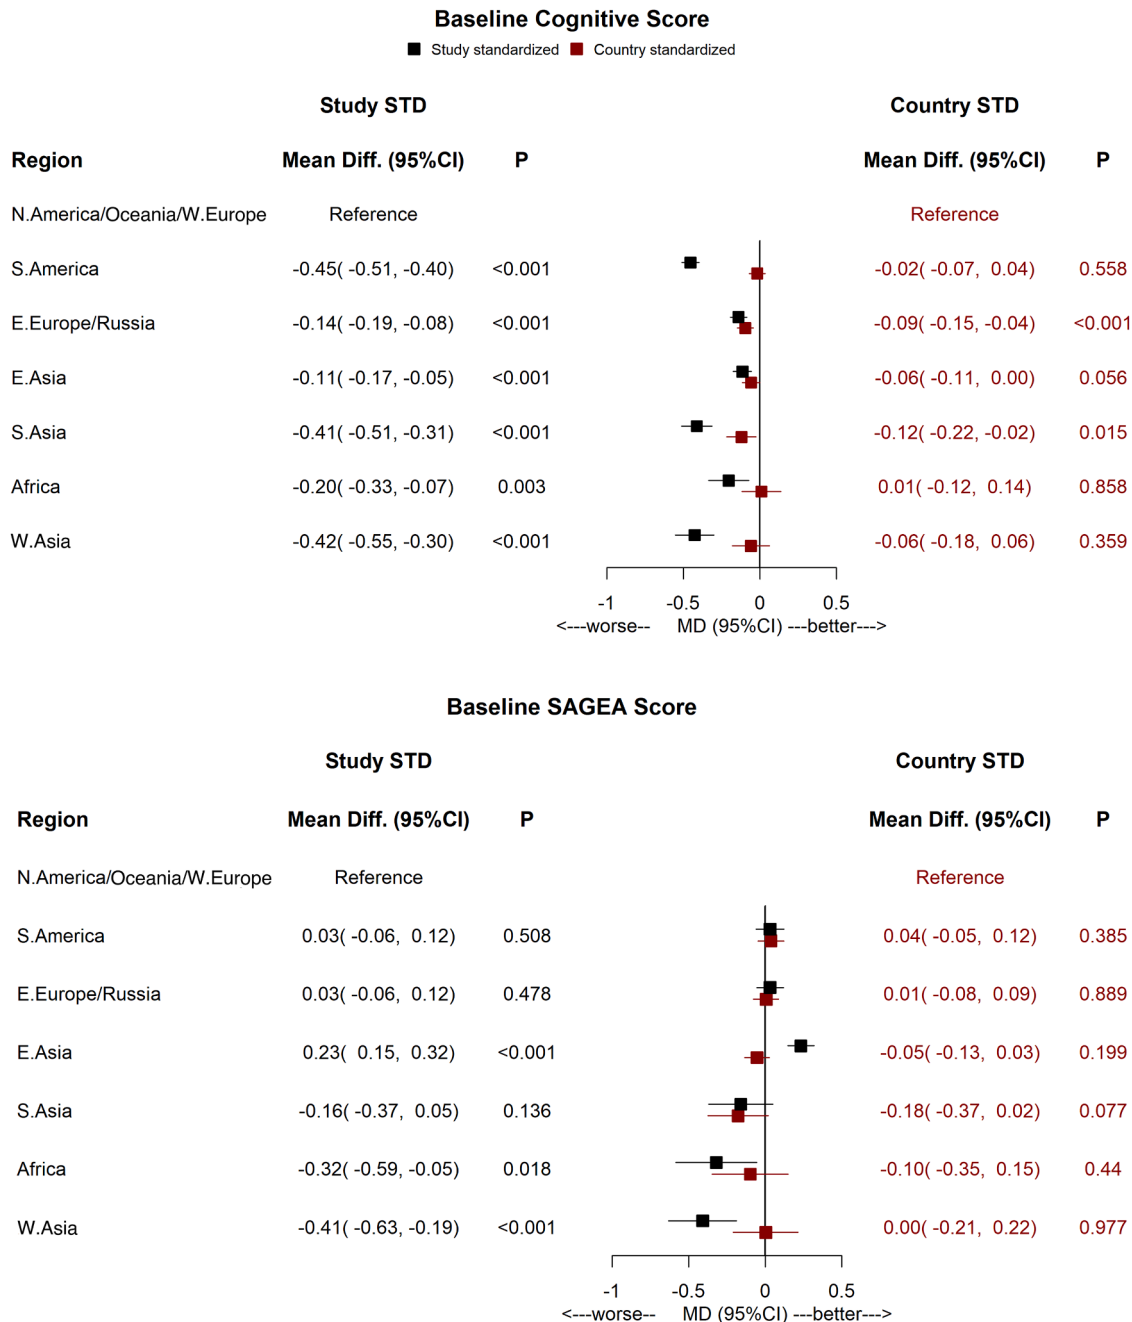 Baseline Cognitive Score
Study standardized Country standardized
Study STD Country STD
Region Mean Diff. (95%CI) P Mean Diff. (95%CI) P
N.America/Oceania/W.Europe Reference Reference
S.America -0.45( -0.51, -0.40) <0.001 -0.02( -0.07, 0.04) 0.558
E.Europe/Russia -0.14( -0.19, -0.08) <0.001 -0.09( -0.15, -0.04) <0.001
E.Asia -0.11( -0.17, -0.05) <0.001 -0.06( -0.11, 0.00) 0.056
S.Asia -0.41( -0.51, -0.31) <0.001 -0.12( -0.22, -0.02) 0.015
Africa -0.20( -0.33, -0.07) 0.003 0.01( -0.12, 0.14) 0.858
W.Asia -0.42( -0.55, -0.30) <0.001 -0.06( -0.18, 0.06) 0.359
-1 -0.5 0 0.5
<---worse-- MD (95%CI) ---better--->
Baseline SAGEA Score
Study STD Country STD
Region Mean Diff. (95%CI) P Mean Diff. (95%CI) P
N.America/Oceania/W.Europe Reference Reference
S.America 0.03( -0.06, 0.12) 0.508 0.04( -0.05, 0.12) 0.385
E.Europe/Russia 0.03( -0.06, 0.12) 0.478 0.01( -0.08, 0.09) 0.889
E.Asia 0.23( 0.15, 0.32) <0.001 -0.05( -0.13, 0.03) 0.199
S.Asia -0.16( -0.37, 0.05) 0.136 -0.18( -0.37, 0.02) 0.077
Africa -0.32( -0.59, -0.05) 0.018 -0.10( -0.35, 0.15) 0.44
W.Asia -0.41( -0.63, -0.19) <0.001 0.00( -0.21, 0.22) 0.977
-1 -0.5 0 0.5
<---worse-- MD (95%CI) ---better--->